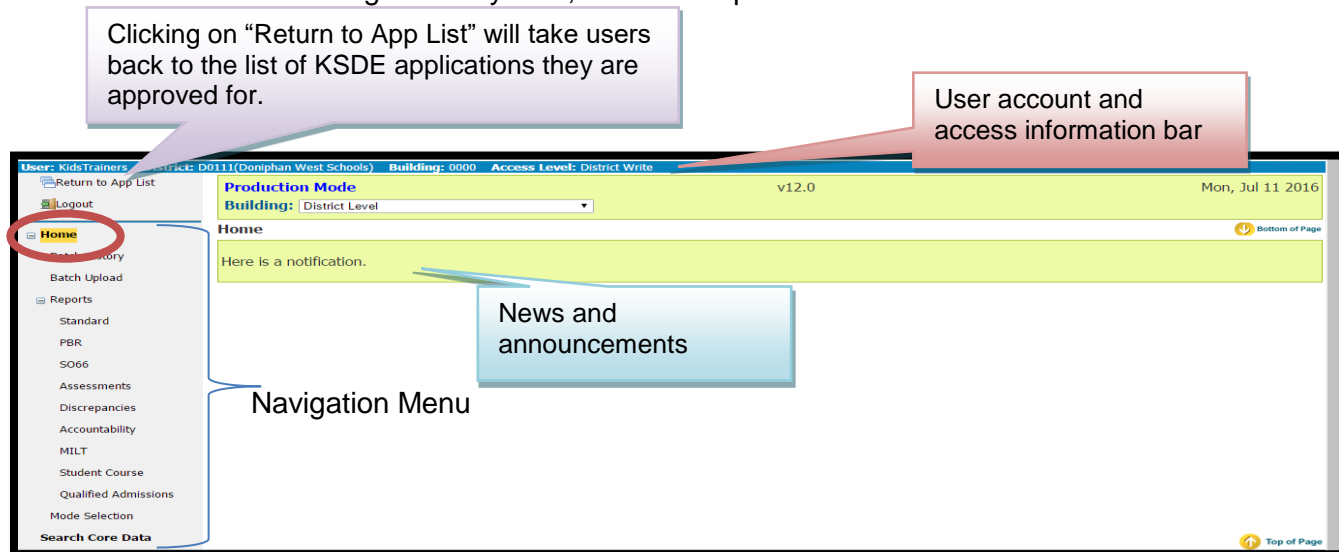 Clicking on “Return to App List” will take users
back to the list of KSDE applications they are
approved for.
User account and
access information bar
User: KidsTrainers D0111(Doniphan West Schools) Building: 0000 Access Level: District Write
Return to App List
Logout
Production Mode
v12.0
Mon, Jul 11 2016
Building: District Level
Home
Home
Bottom of Page
Here is a notification.
Batch Upload
Reports
Standard
PBR
SO66
Assessments
Discrepancies
Accountability
MILT
Student Course
Qualified Admissions
Mode Selection
Search Core Data
News and
announcements
Navigation Menu
Top of Page